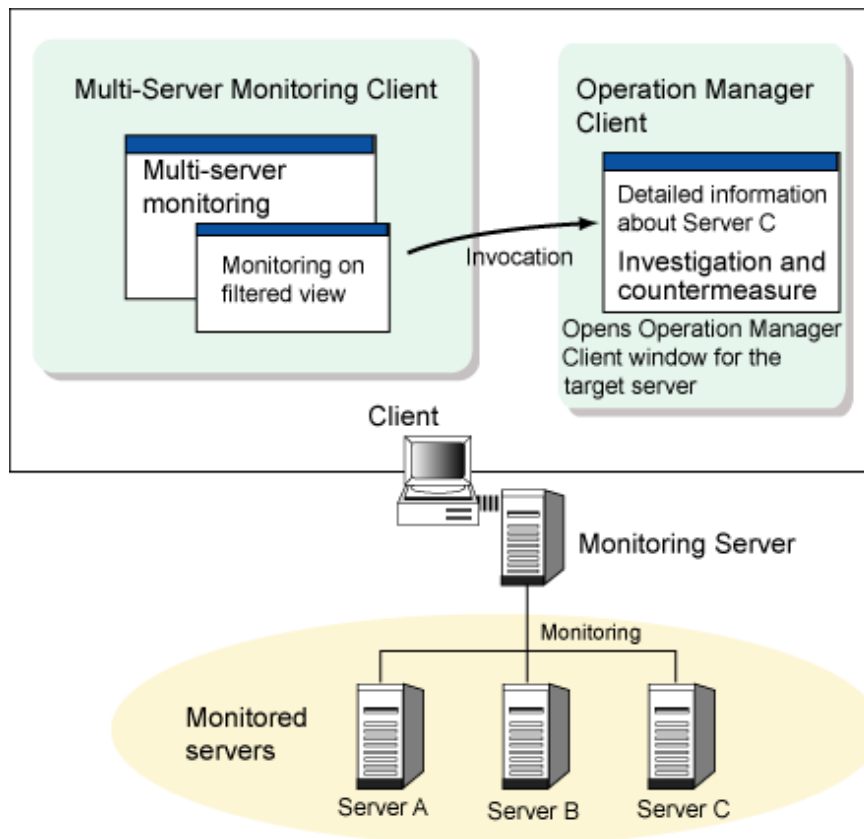 Multi-Server Monitoring Client
Multi-server
monitoring
Monitoring on
filtered view
Invocation
Operation Manager
Client
Detailed information
about Server C
Investigation and
countermeasure
Opens Operation Manager
Client window for the
target server
Client
Monitoring Server
Monitoring
Monitored
servers
Server A
Server B
Server C